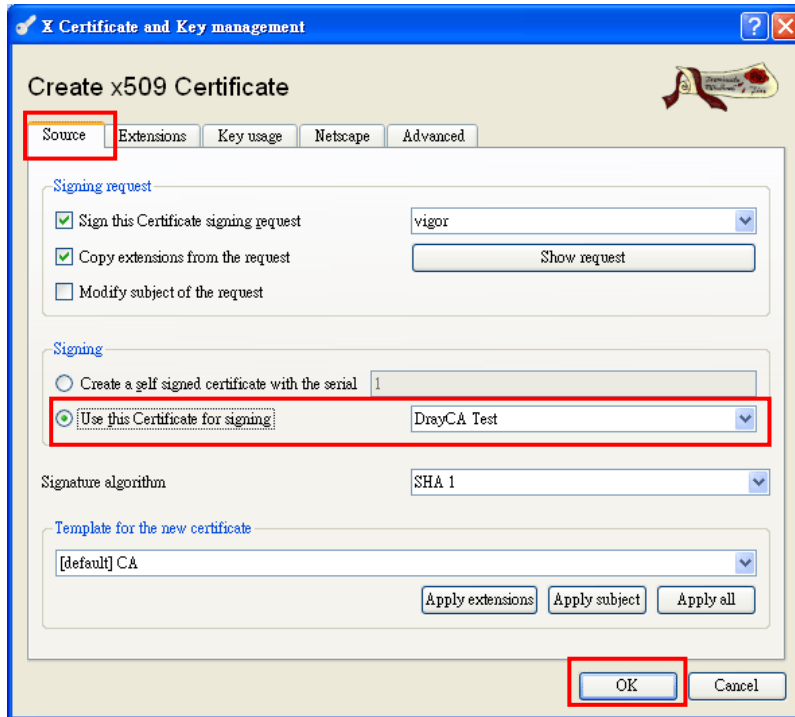 X Certificate and Key management
Create x509 Certificate
Source Extensions Key usage Netscape Advanced
Signing request
Sign this Certificate signing request vigor
Copy extensions from the request Show request
Modify subject of the request
Signing
Create a self signed certificate with the serial 1
Use this Certificate for signing DrayCA Test
Signature algorithm SHA 1
Template for the new certificate
[default] CA
Apply extensions Apply subject Apply all
OK Cancel